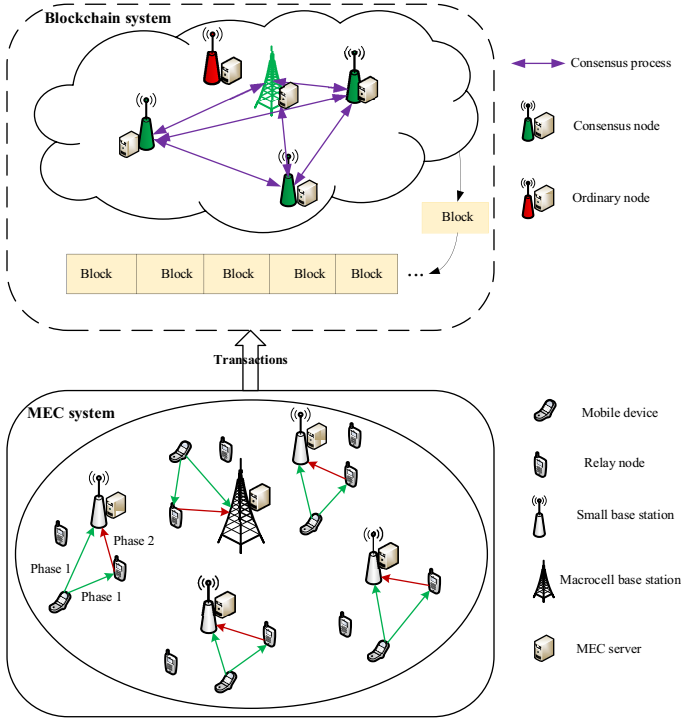 Blockchain system
Consensus process
Consensus node
Ordinary node
Block
Block Block Block Block Block ...
Transactions
MEC system
Mobile device
Relay node
Small base station
Macrocell base station
MEC server
Phase 2
Phase 1
Phase 1